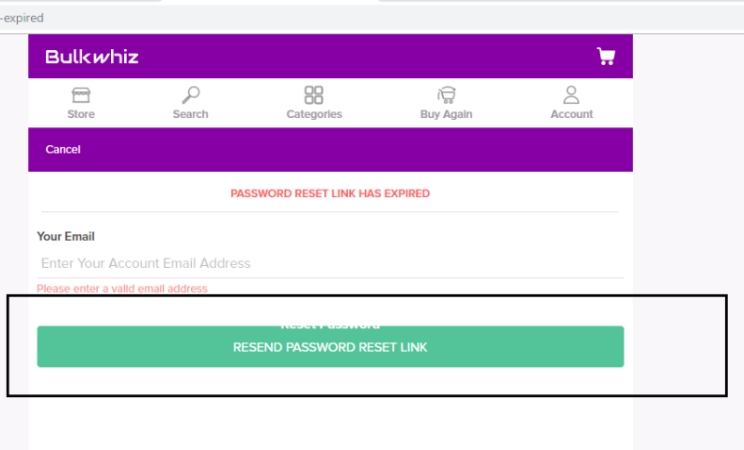 -expired
Bulkwhiz
Store Search Categories Buy Again Account
Cancel
PASSWORD RESET LINK HAS EXPIRED
Your Email
Enter Your Account Email Address
Please enter a valid email address
Reset Password
RESEND PASSWORD RESET LINK